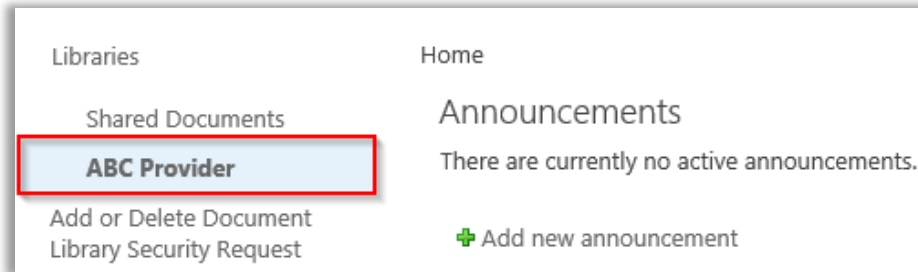 Libraries
Shared Documents
ABC Provider
Add or Delete Document
Library Security Request
Home
Announcements
There are currently no active announcements.
Add new announcement